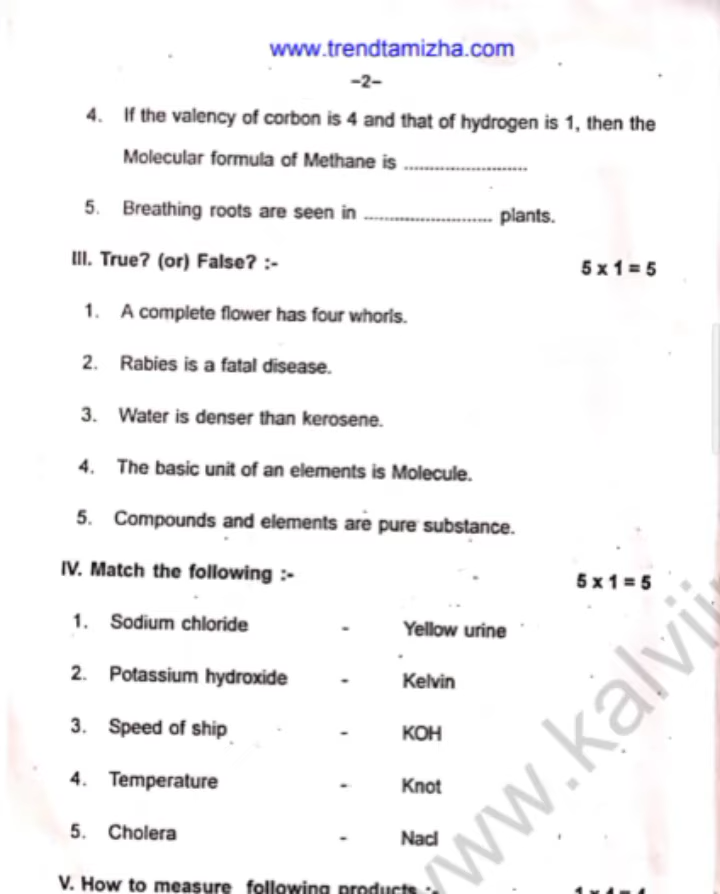 www.trendtamizha.com
-2-
4. If the valency of corbon is 4 and that of hydrogen is 1, then the
Molecular formula of Methane is ........................
5. Breathing roots are seen in ........................ plants.
III. True? (or) False? :- 5 x 1 = 5
1. A complete flower has four whorls.
2. Rabies is a fatal disease.
3. Water is denser than kerosene.
4. The basic unit of an elements is Molecule.
5. Compounds and elements are pure substance.
IV. Match the following :- 5 x 1 = 5
1. Sodium chloride - Yellow urine
2. Potassium hydroxide - Kelvin
3. Speed of ship - KOH
4. Temperature - Knot
5. Cholera - Nacl
V. How to measure following products :-